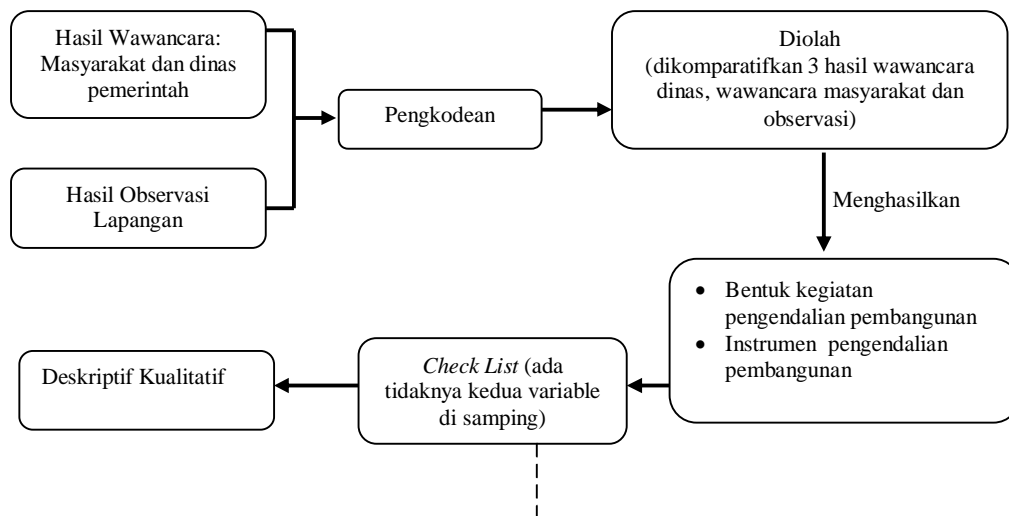 Hasil Wawancara:
Masyarakat dan dinas
pemerintah
Hasil Observasi
Lapangan
Pengkodean
Diolah
(dikomparatifkan 3 hasil wawancara
dinas, wawancara masyarakat dan
observasi)
Menghasilkan
• Bentuk kegiatan
pengendalian pembangunan
• Instrumen pengendalian
pembangunan
Check List (ada
tidaknya kedua variable
di samping)
Deskriptif Kualitatif